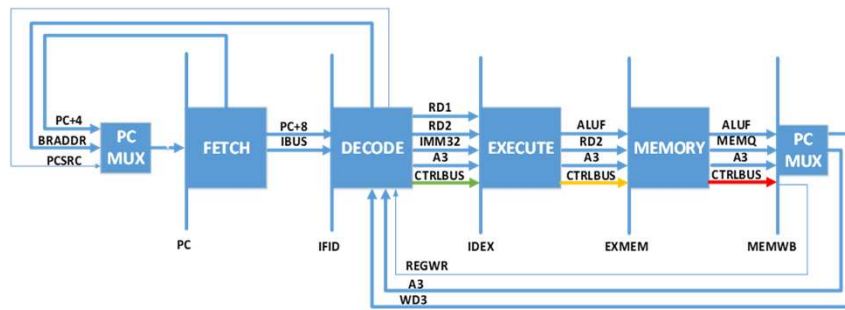 PC+4
BRADDR
PCSRC
PC MUX
FETCH
PC+8
IBUS
DECODE
RD1
RD2
IMM32
A3
CTRLBUS
EXECUTE
ALUF
RD2
A3
CTRLBUS
MEMORY
ALUF
MEMQ
A3
CTRLBUS
PC MUX
PC
IFID
IDEX
EXMEM
MEMWB
REGWR
A3
WD3